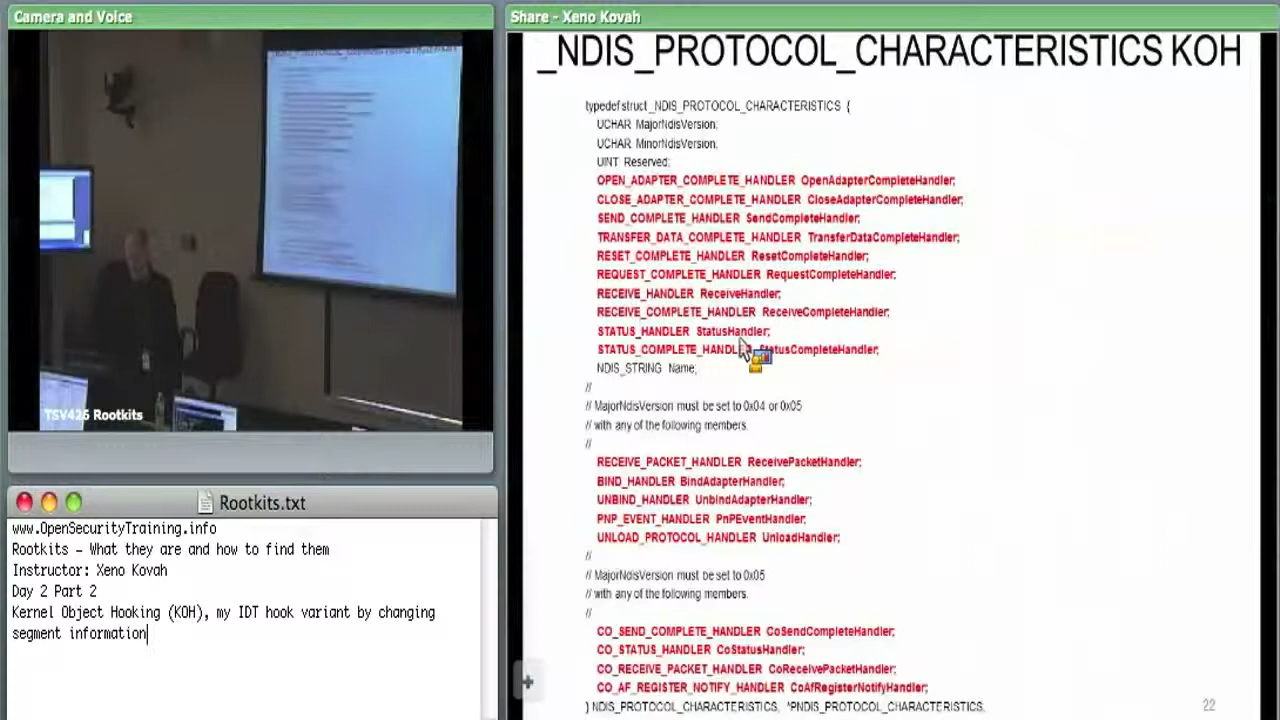 Camera and Voice
TSV426 Rootkits
Rootkits.txt
www.OpenSecurityTraining.info
Rootkits - What they are and how to find them
Instructor: Xeno Kovah
Day 2 Part 2
Kernel Object Hooking (KOH), my IDT hook variant by changing
segment information
Share - Xeno Kovah
_NDIS_PROTOCOL_CHARACTERISTICS KOH
typedef struct _NDIS_PROTOCOL_CHARACTERISTICS {
UCHAR MajorNdisVersion;
UCHAR MinorNdisVersion;
UINT Reserved;
OPEN_ADAPTER_COMPLETE_HANDLER OpenAdapterCompleteHandler;
CLOSE_ADAPTER_COMPLETE_HANDLER CloseAdapterCompleteHandler;
SEND_COMPLETE_HANDLER SendCompleteHandler;
TRANSFER_DATA_COMPLETE_HANDLER TransferDataCompleteHandler;
RESET_COMPLETE_HANDLER ResetCompleteHandler;
REQUEST_COMPLETE_HANDLER RequestCompleteHandler;
RECEIVE_HANDLER ReceiveHandler;
RECEIVE_COMPLETE_HANDLER ReceiveCompleteHandler;
STATUS_HANDLER StatusHandler;
STATUS_COMPLETE_HANDLER StatusCompleteHandler;
NDIS_STRING Name;
//
// MajorNdisVersion must be set to 0x04 or 0x05
// with any of the following members.
//
RECEIVE_PACKET_HANDLER ReceivePacketHandler;
BIND_HANDLER BindAdapterHandler;
UNBIND_HANDLER UnbindAdapterHandler;
PNP_EVENT_HANDLER PnPEventHandler;
UNLOAD_PROTOCOL_HANDLER UnloadHandler;
//
// MajorNdisVersion must be set to 0x05
// with any of the following members.
//
CO_SEND_COMPLETE_HANDLER CoSendCompleteHandler;
CO_STATUS_HANDLER CoStatusHandler;
CO_RECEIVE_PACKET_HANDLER CoReceivePacketHandler;
CO_AF_REGISTER_NOTIFY_HANDLER CoAfRegisterNotifyHandler;
} NDIS_PROTOCOL_CHARACTERISTICS, *PNDIS_PROTOCOL_CHARACTERISTICS;
22